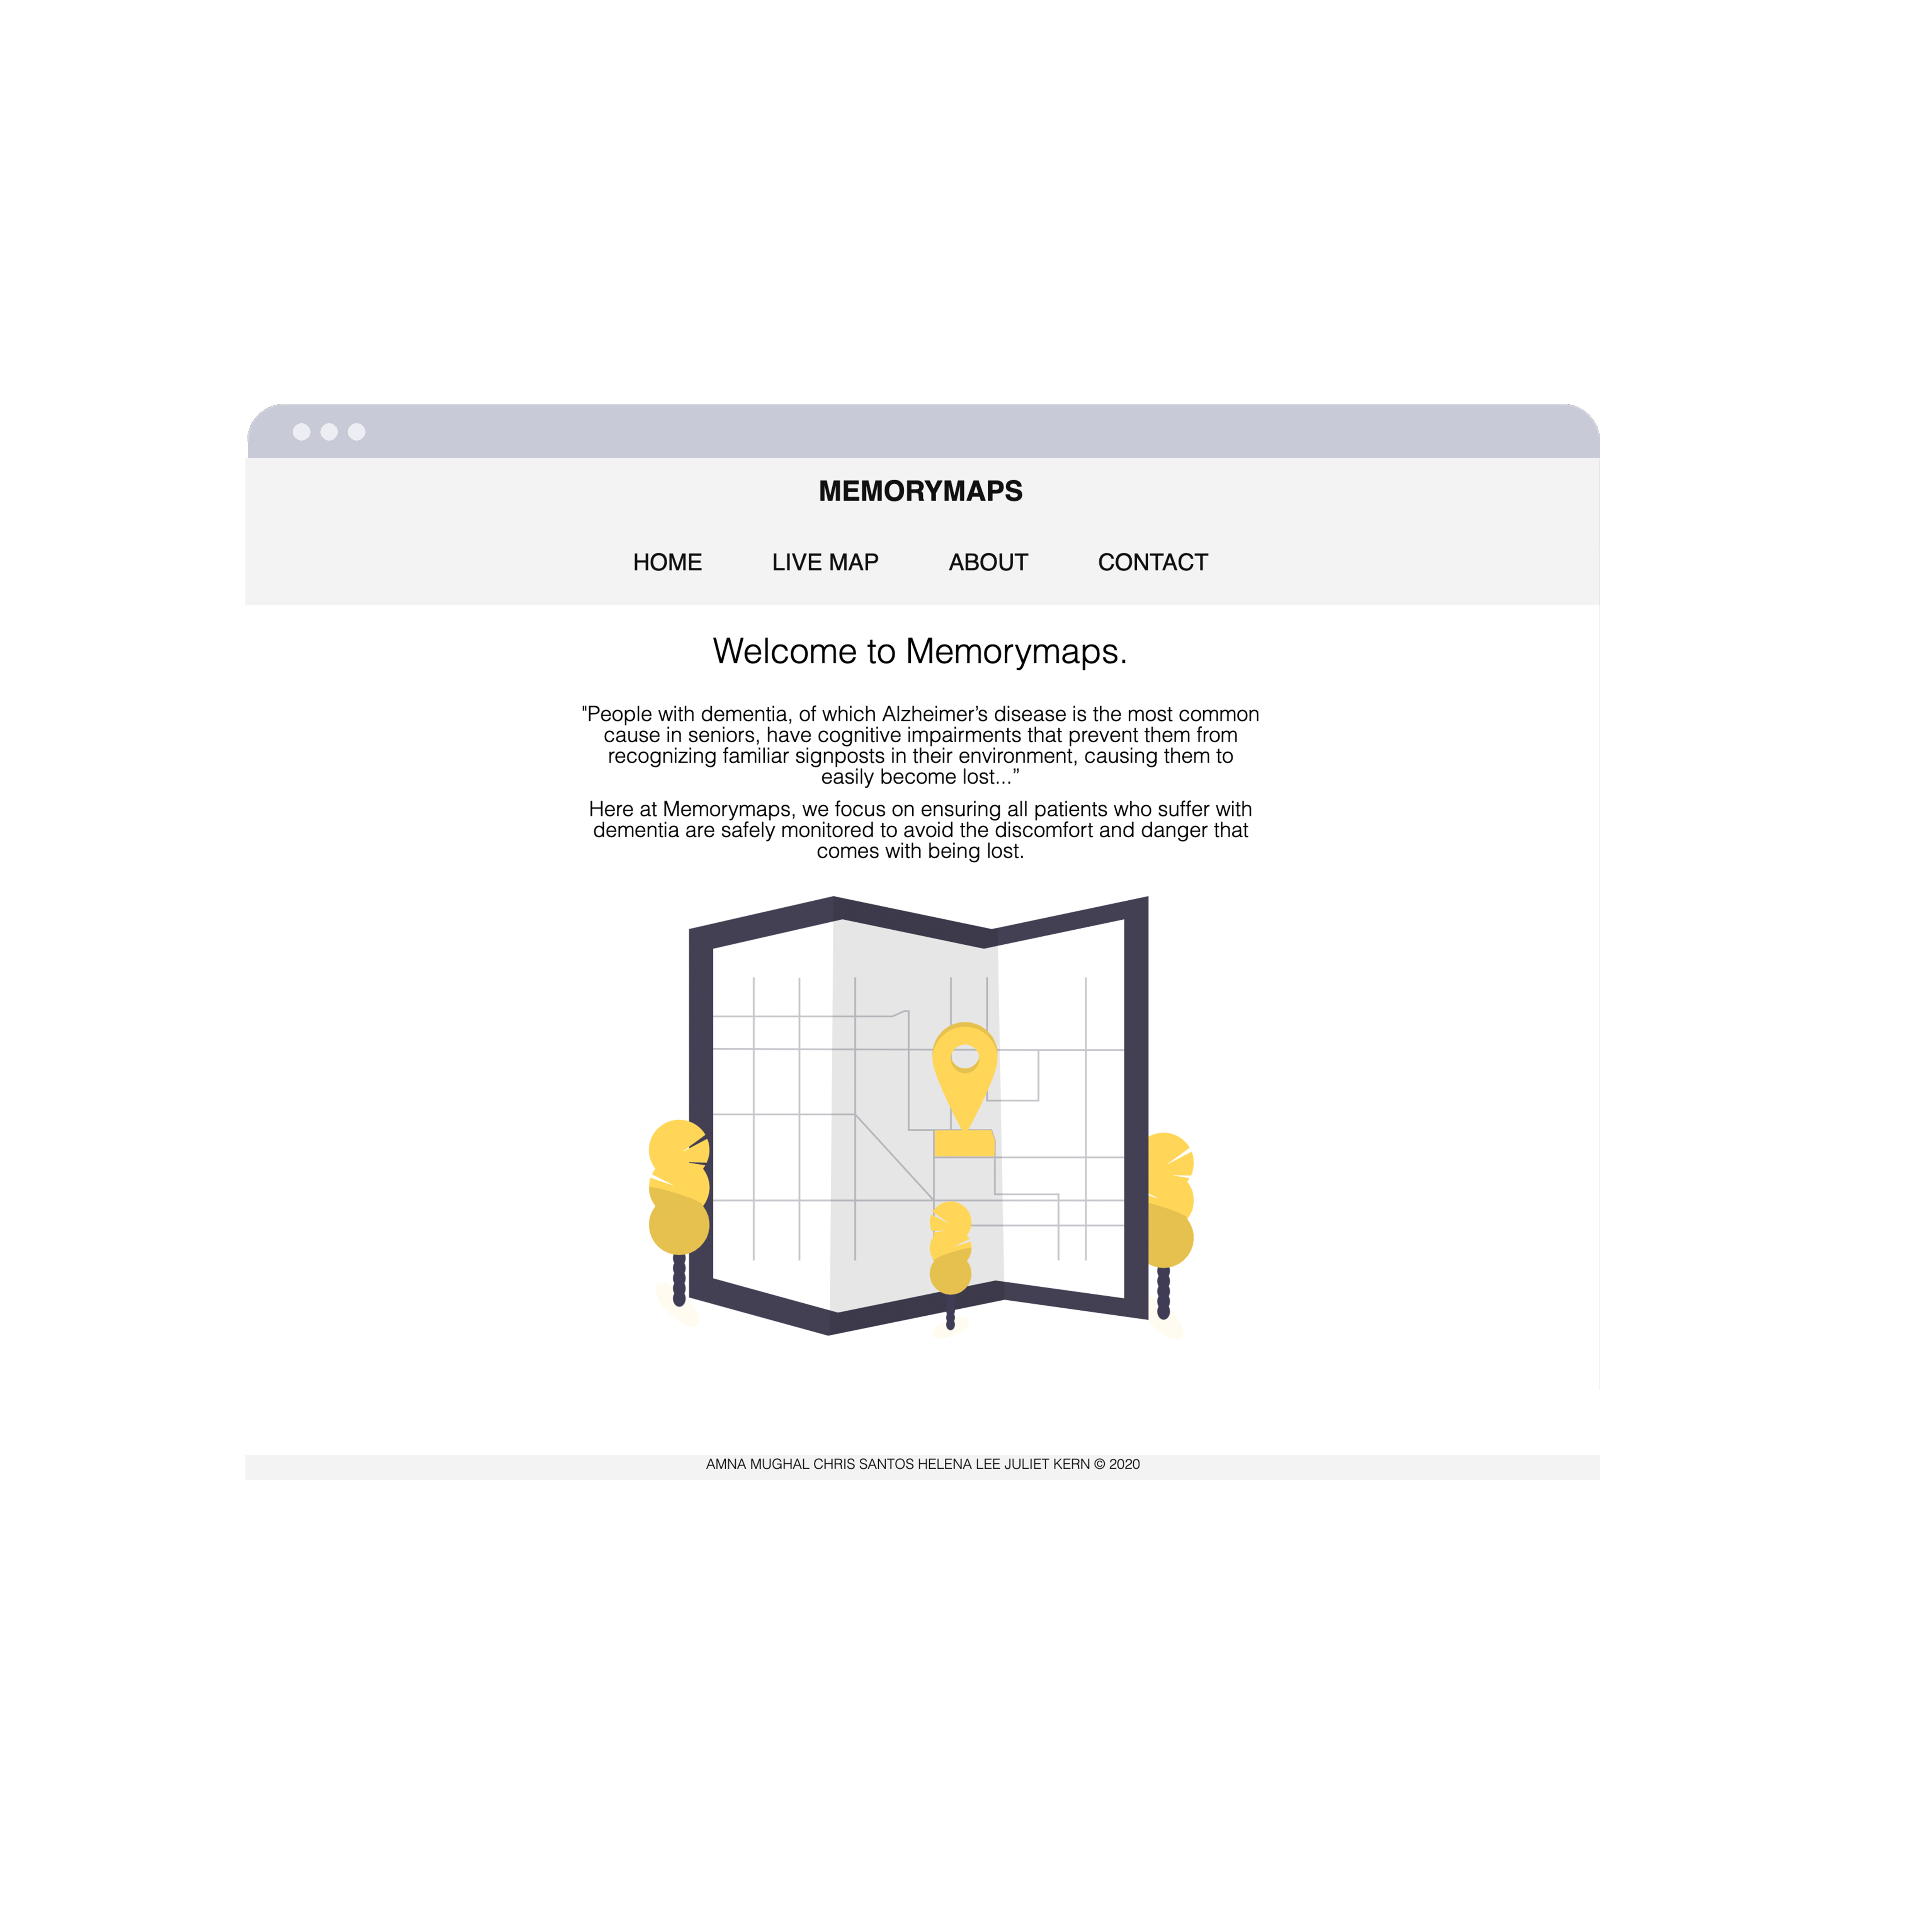 MEMORYMAPS
HOME LIVE MAP ABOUT CONTACT
Welcome to Memorymaps.
"People with dementia, of which Alzheimer’s disease is the most common
cause in seniors, have cognitive impairments that prevent them from
recognizing familiar signposts in their environment, causing them to
easily become lost...”
Here at Memorymaps, we focus on ensuring all patients who suffer with
dementia are safely monitored to avoid the discomfort and danger that
comes with being lost.
AMNA MUGHAL CHRIS SANTOS HELENA LEE JULIET KERN © 2020